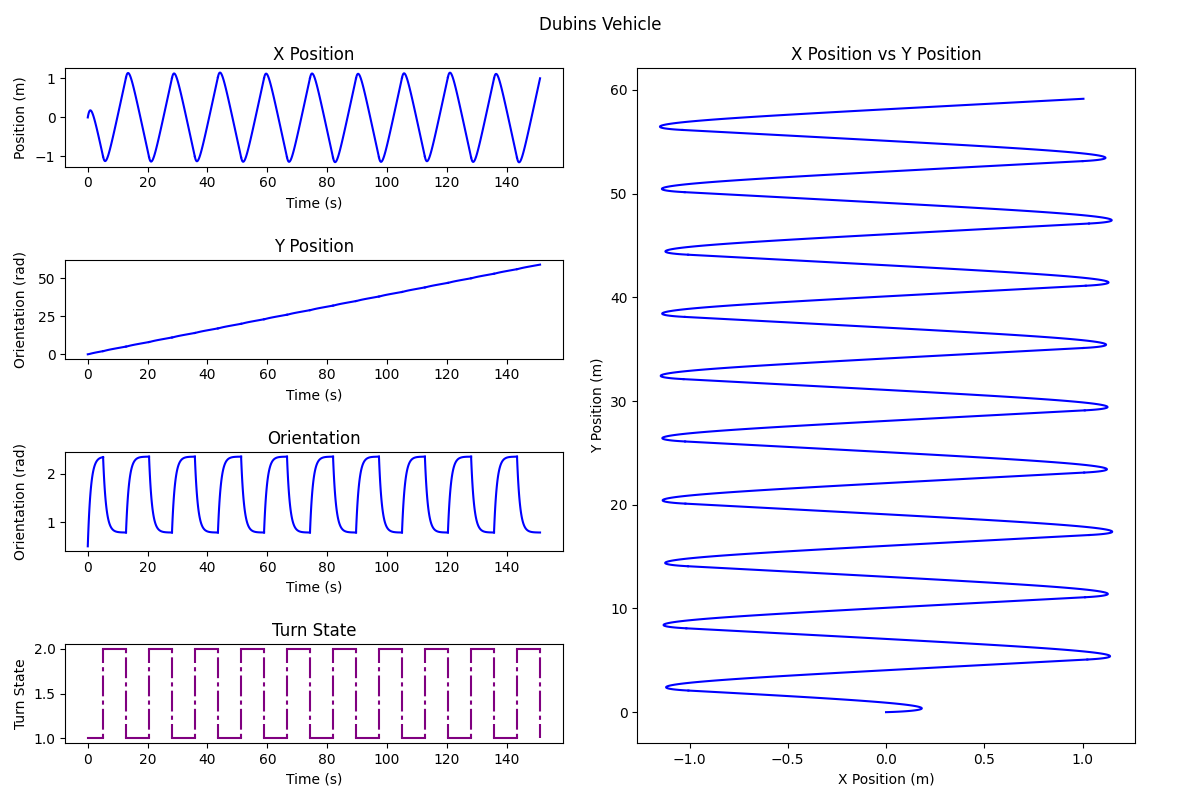 Dubins Vehicle
X Position
Position (m)
1
0
−1
0 20 40 60 80 100 120 140
Time (s)
Y Position
Orientation (rad)
50
25
0
0 20 40 60 80 100 120 140
Time (s)
Orientation
Orientation (rad)
2
1
0 20 40 60 80 100 120 140
Time (s)
Turn State
Turn State
2.0
1.5
1.0
0 20 40 60 80 100 120 140
Time (s)
X Position vs Y Position
Y Position (m)
60
50
40
30
20
10
0
−1.0 −0.5 0.0 0.5 1.0
X Position (m)